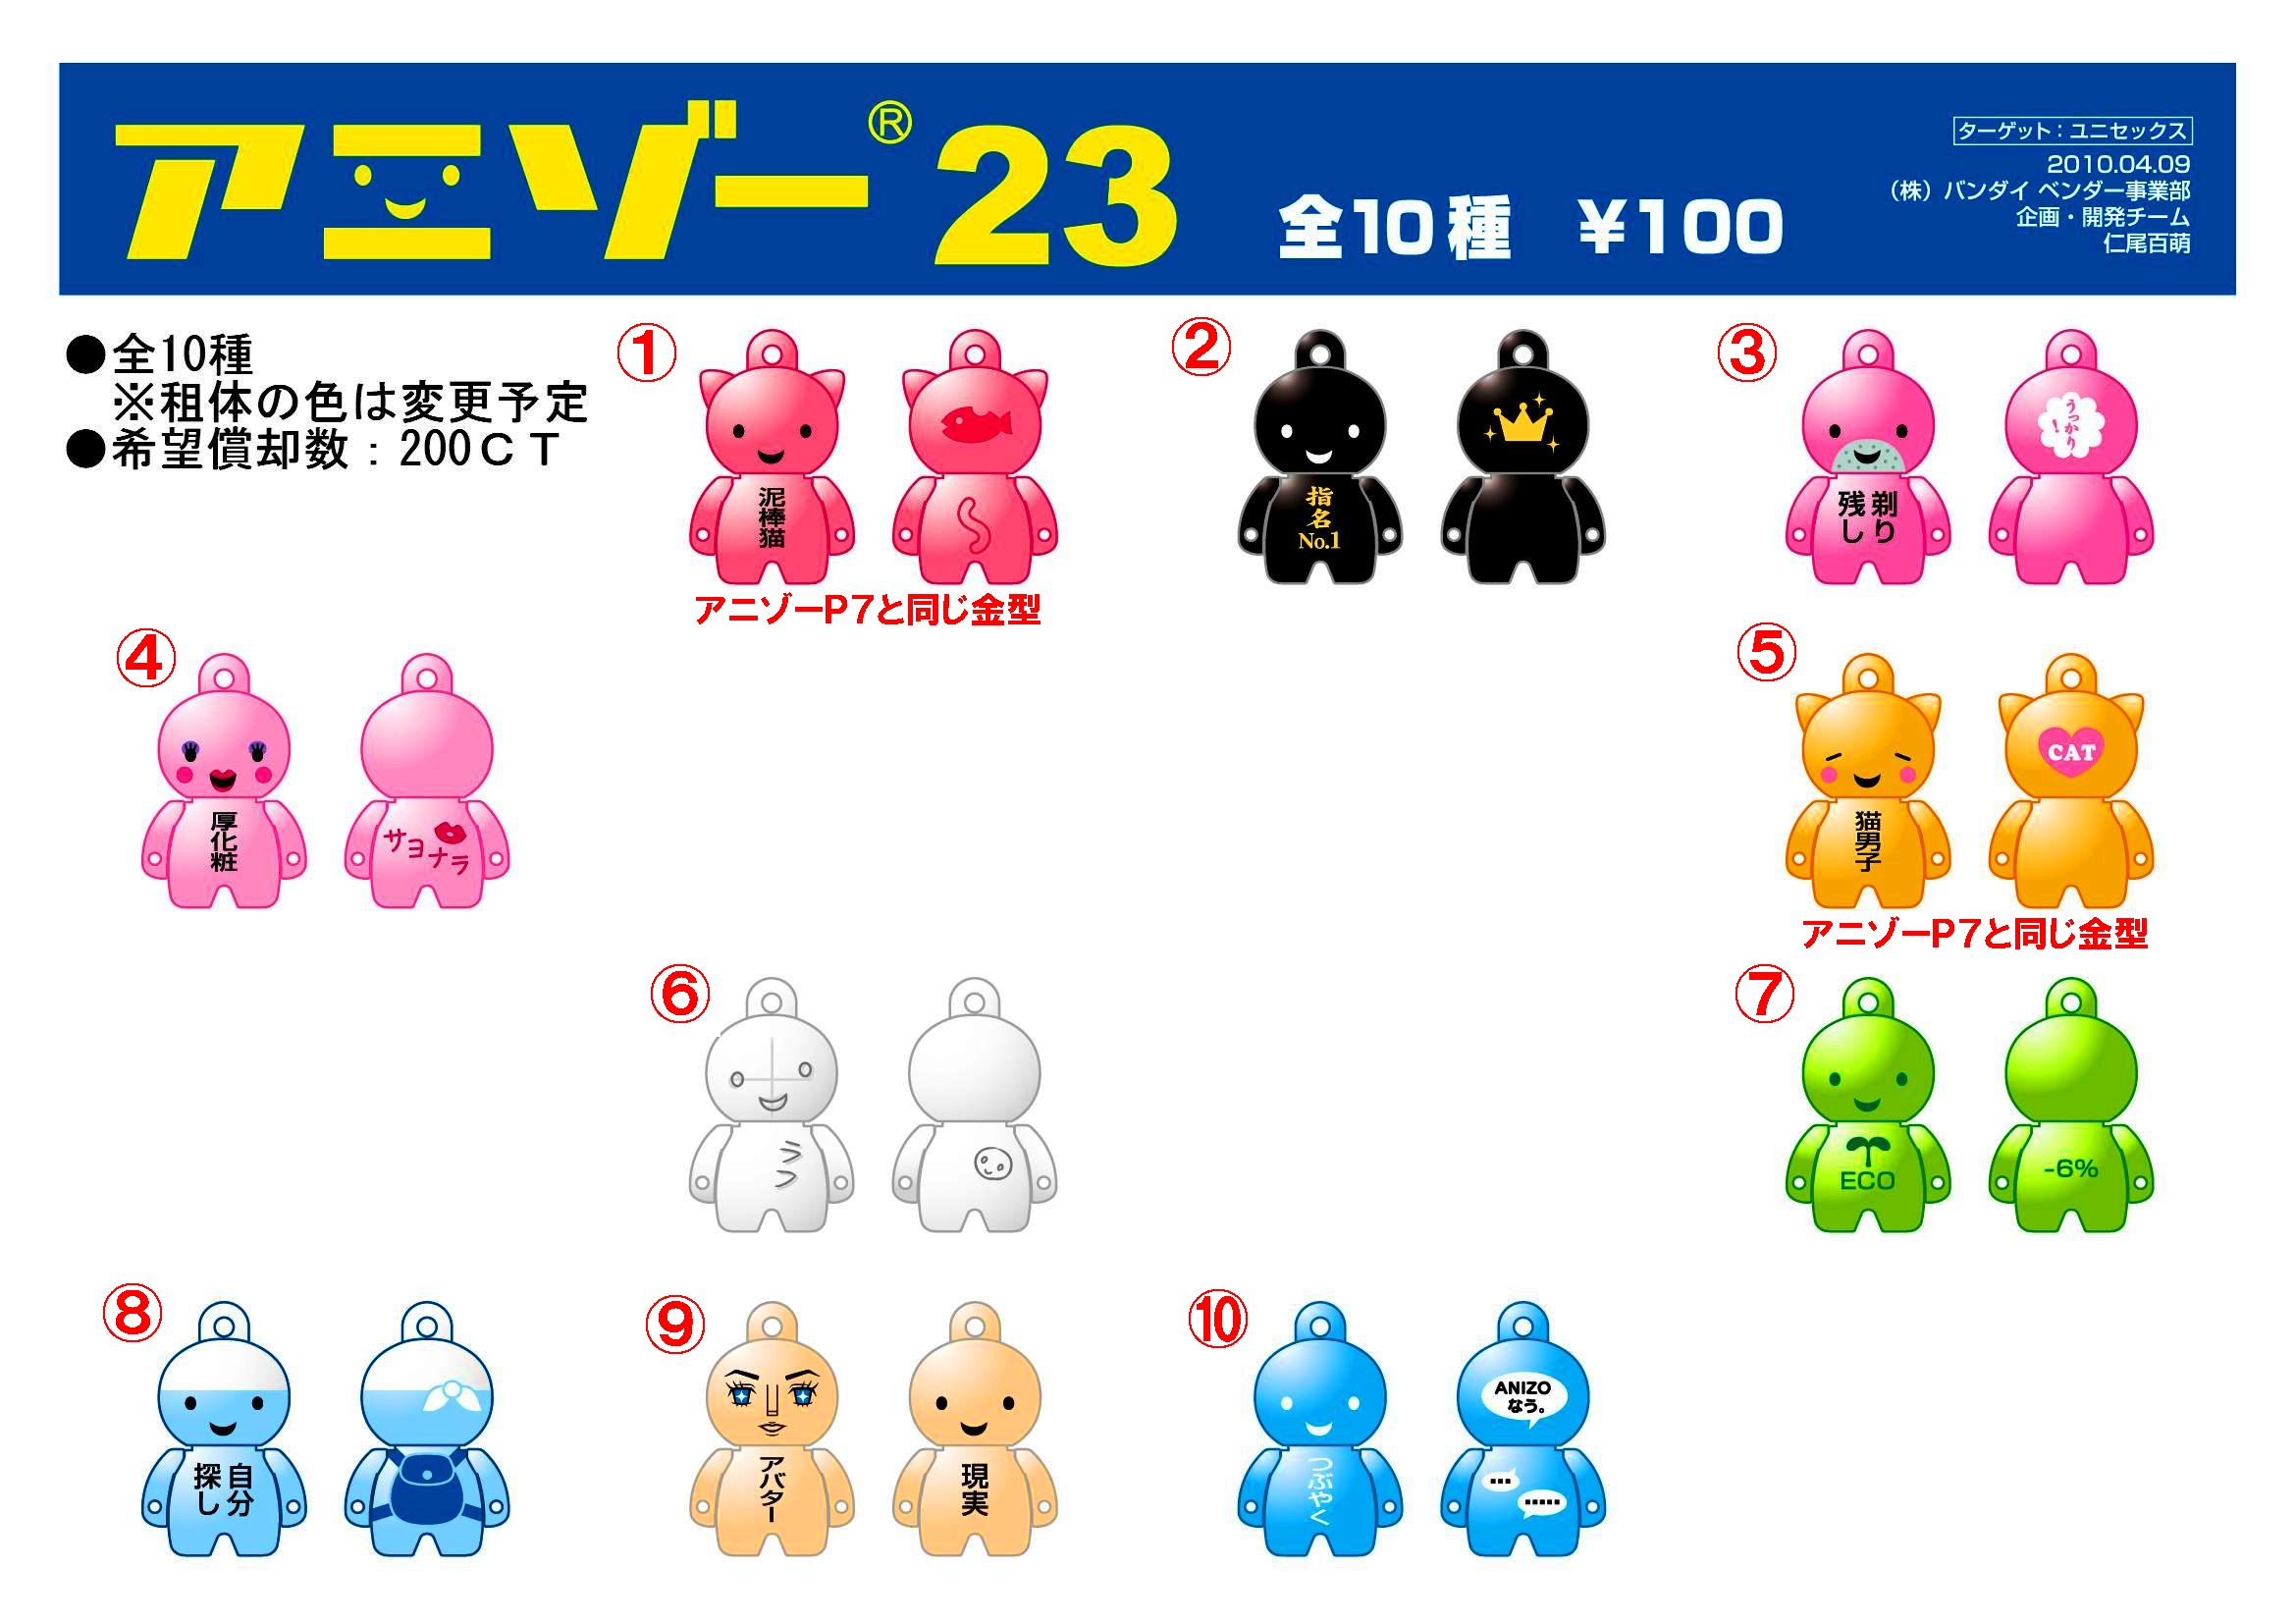 アニゾー®23
全10種 ¥100
ターゲット：ユニセックス
2010.04.09
（株）バンダイ ベンダー事業部
企画・開発チーム
仁尾百萌
●全10種
※租体の色は変更予定
●希望償却数：200ＣＴ
①
泥棒猫
アニゾーP7と同じ金型
②
指名
No.1
③
剃り
残し
うっかり
！
④
厚化粧
サヨナラ
⑤
猫男子
CAT
アニゾーP7と同じ金型
⑥
ラフ
⑦
ECO
-6%
⑧
自分
探し
⑨
アバター
現実
⑩
つぶやく
ANIZO
なう。
...
.....